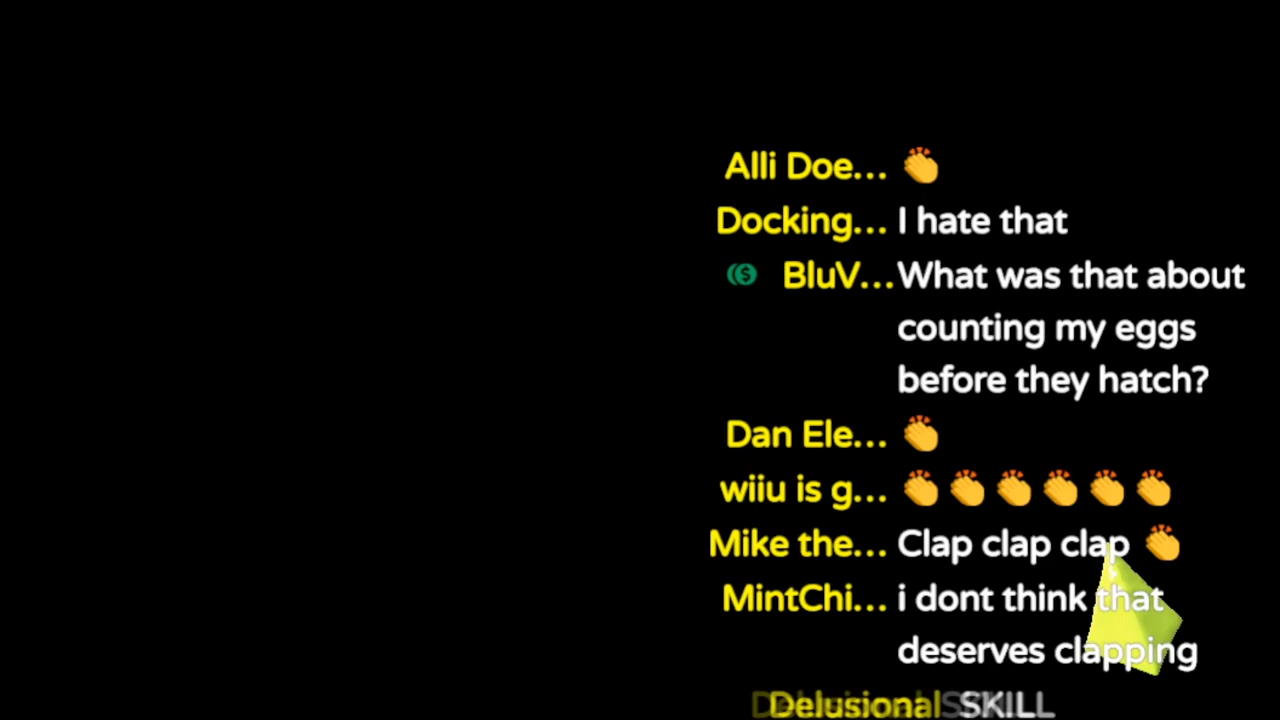 Alli Doe... 👏
Docking... I hate that
BluV... What was that about
counting my eggs
before they hatch?
Dan Ele... 👏
wiiu is g... 👏👏👏👏👏👏
Mike the... Clap clap clap 👏
MintChi... i dont think that
deserves clapping
Delusional SKILL